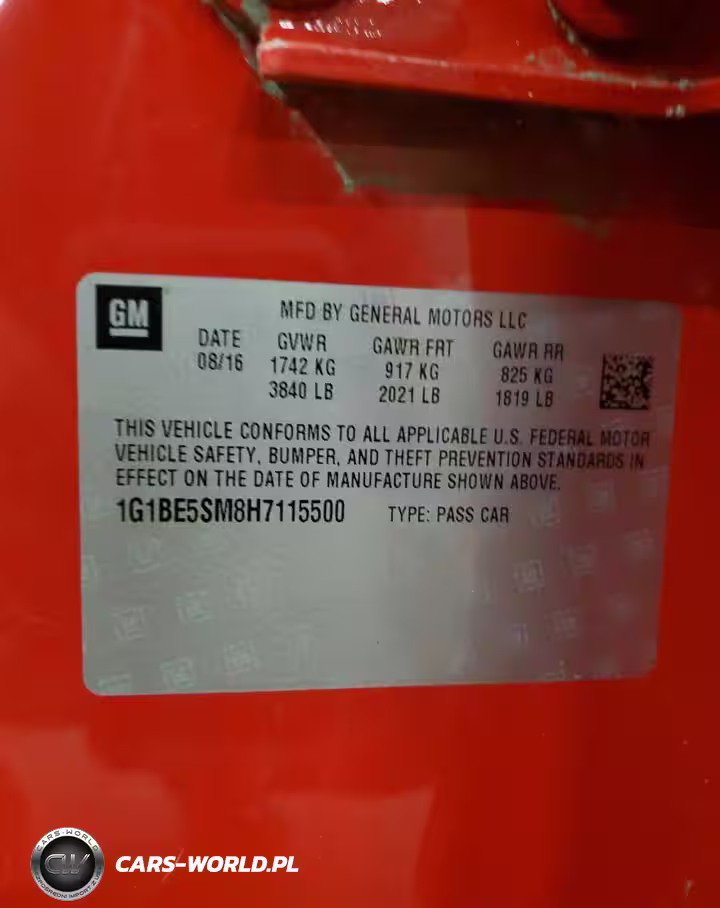 GM
MFD BY GENERAL MOTORS LLC
DATE GVWR GAWR FRT GAWR RR
08/16 1742 KG 917 KG 825 KG
3840 LB 2021 LB 1819 LB
THIS VEHICLE CONFORMS TO ALL APPLICABLE U.S. FEDERAL MOTOR
VEHICLE SAFETY, BUMPER, AND THEFT PREVENTION STANDARDS IN
EFFECT ON THE DATE OF MANUFACTURE SHOWN ABOVE.
1G1BE5SM8H7115500 TYPE: PASS CAR
CARS-WORLD
CW
CARS-WORLD.PL